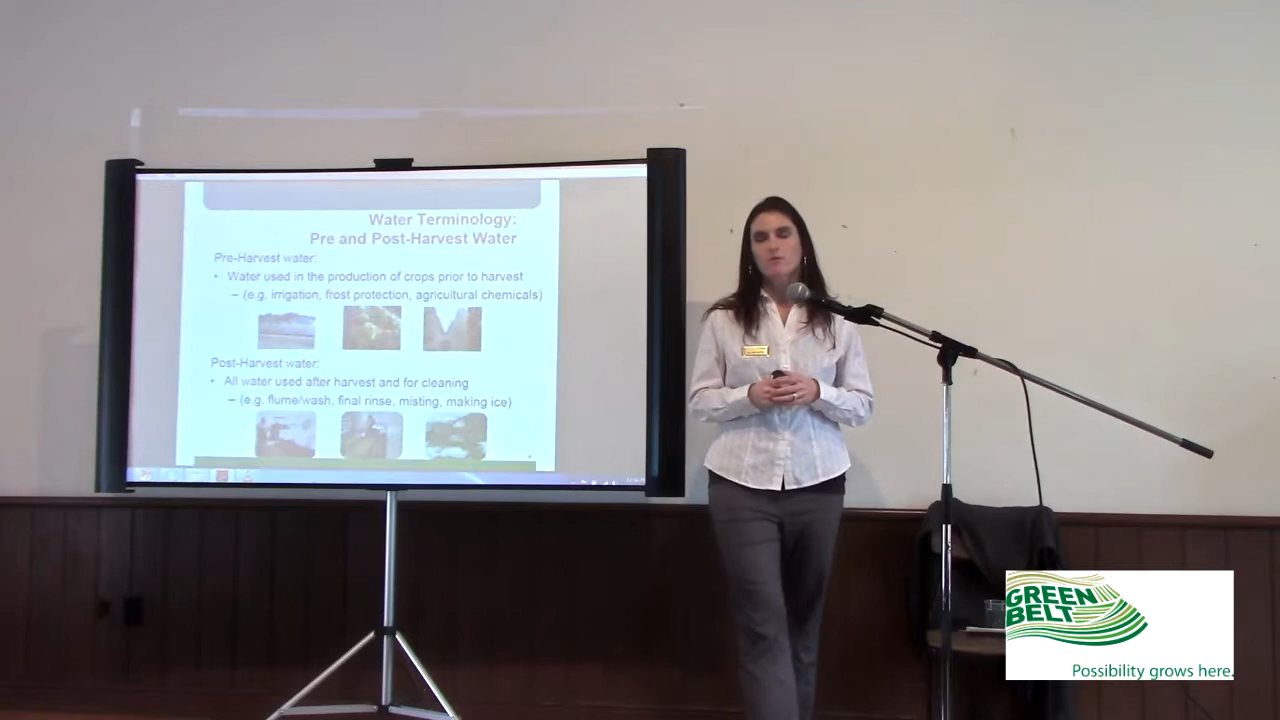 Water Terminology:
Pre and Post-Harvest Water
Pre-Harvest water:
• Water used in the production of crops prior to harvest
– (e.g. irrigation, frost protection, agricultural chemicals)
Post-Harvest water:
• All water used after harvest and for cleaning
– (e.g. flume/wash, final rinse, misting, making ice)
GREEN
BELT
Possibility grows here.